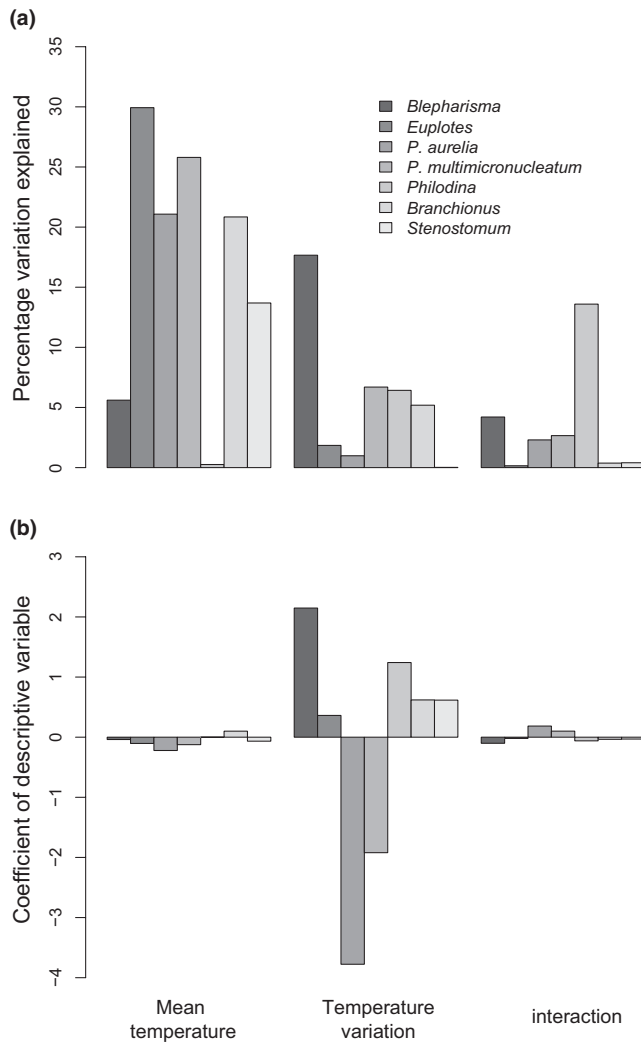 (a)
Percentage variation explained
35
30
25
20
15
10
5
0
Blepharisma
Euplotes
P. aurelia
P. multimicronucleatum
Philodina
Branchionus
Stenostomum
(b)
Coefficient of descriptive variable
3
2
1
0
−1
−2
−3
−4
Mean
temperature
Temperature
variation
interaction